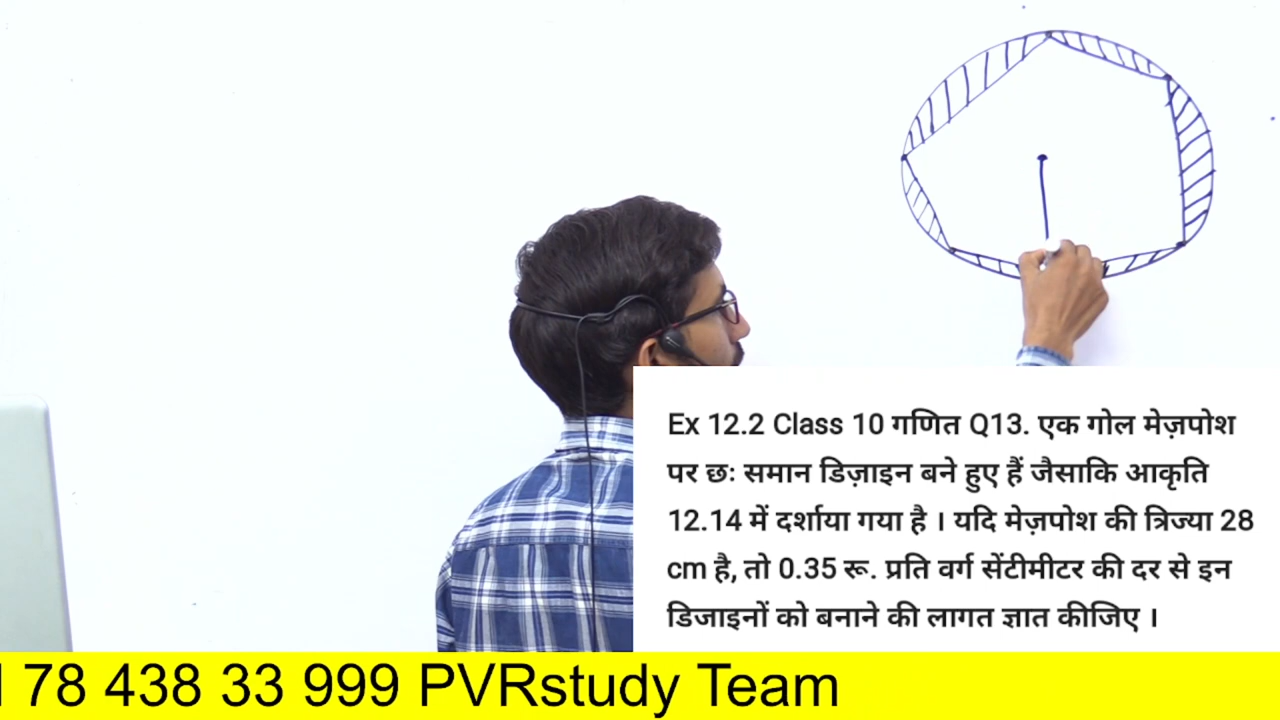 Ex 12.2 Class 10 गणित Q13. एक गोल मेज़पोश
पर छः समान डिज़ाइन बने हुए हैं जैसाकि आकृति
12.14 में दर्शाया गया है । यदि मेज़पोश की त्रिज्या 28
cm है, तो 0.35 रू. प्रति वर्ग सेंटीमीटर की दर से इन
डिजाइनों को बनाने की लागत ज्ञात कीजिए ।
78 438 33 999 PVRstudy Team